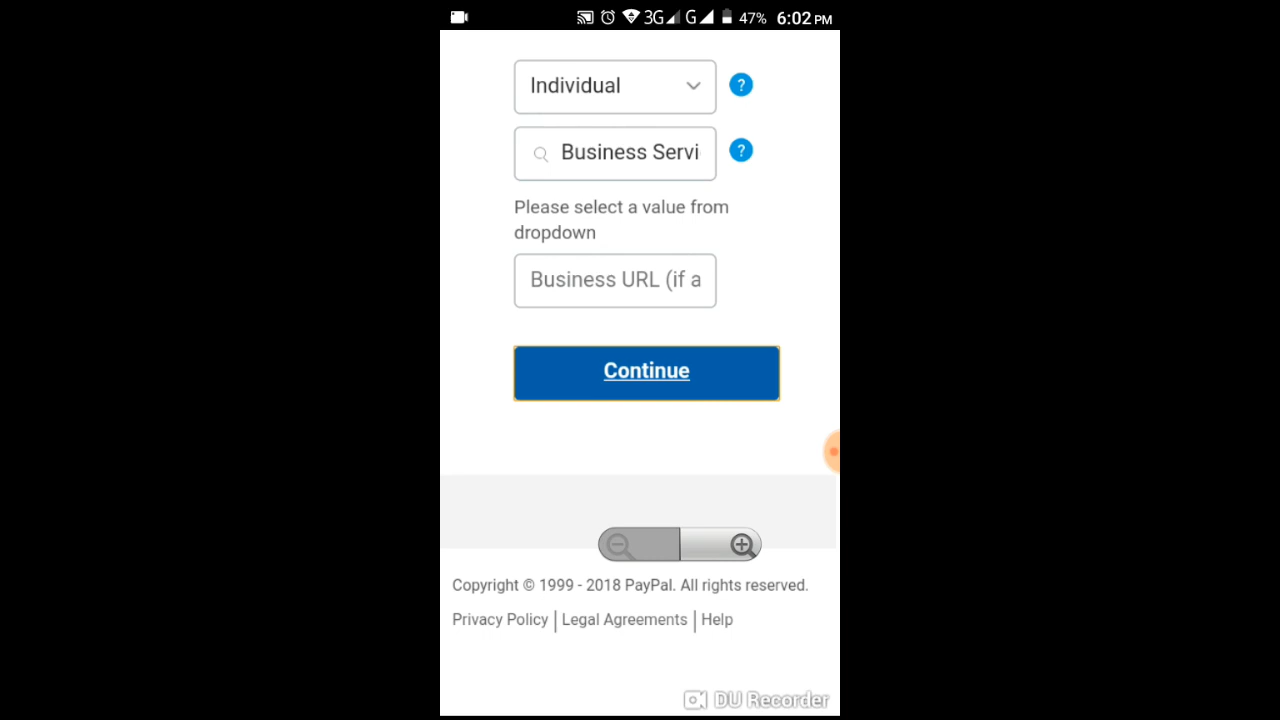 3G G 47% 6:02 PM
Individual
?
Business Servi
?
Please select a value from
dropdown
Business URL (if a
Continue
Copyright © 1999 - 2018 PayPal. All rights reserved.
Privacy Policy | Legal Agreements | Help
DU Recorder